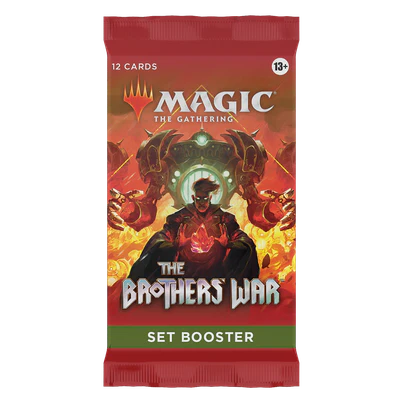 12 CARDS
13+
MAGIC
THE GATHERING
THE
BROTHERS' WAR
SET BOOSTER